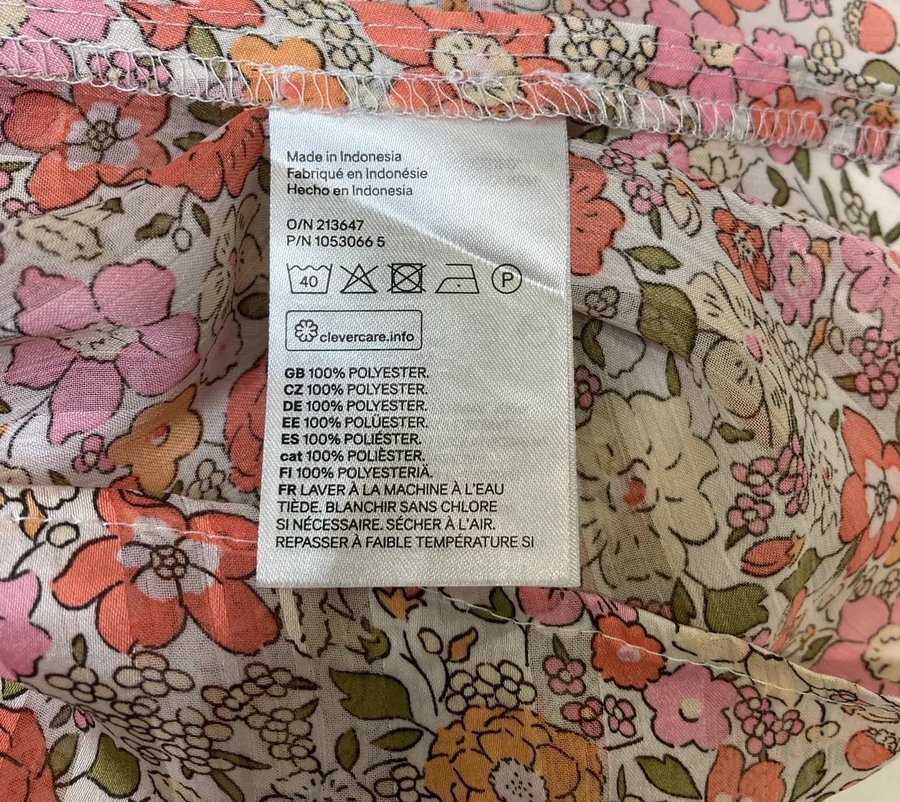 Made in Indonesia
Fabriqué en Indonésie
Hecho en Indonesia
O/N 213647
P/N 1053066 5
40 P
clevercare.info
GB 100% POLYESTER.
CZ 100% POLYESTER.
DE 100% POLYESTER.
EE 100% POLÜESTER.
ES 100% POLIÉSTER.
cat 100% POLIÈSTER.
FI 100% POLYESTERIÄ.
FR LAVER À LA MACHINE À L'EAU
TIÈDE. BLANCHIR SANS CHLORE
SI NÉCESSAIRE. SÉCHER À L'AIR.
REPASSER À FAIBLE TEMPÉRATURE SI